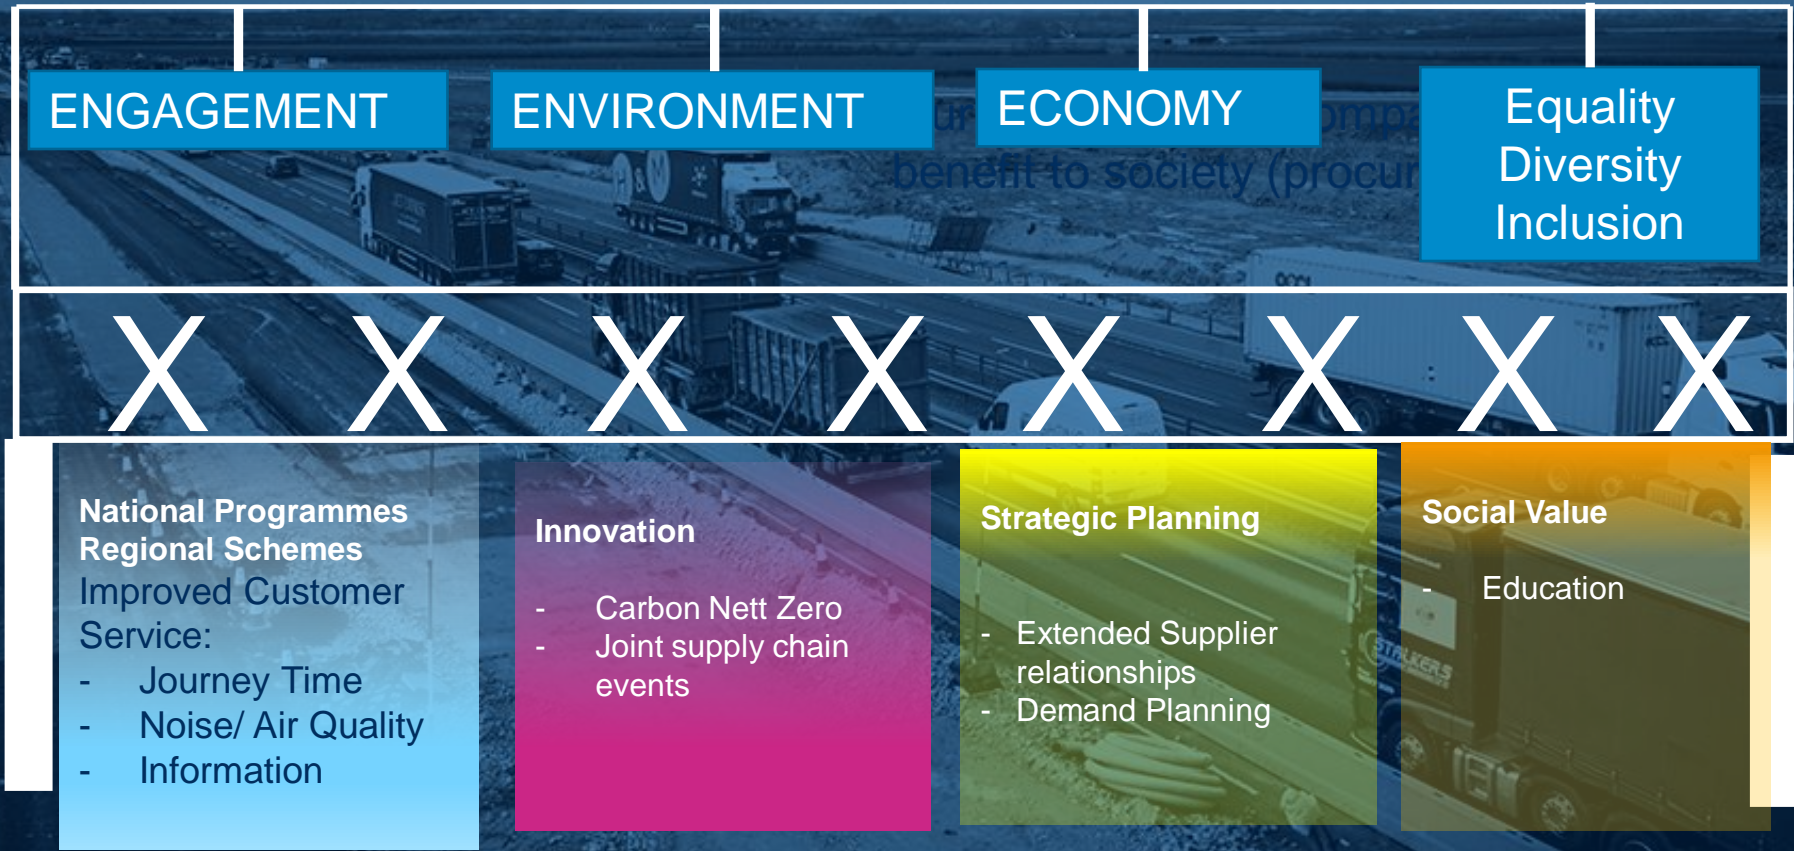 ENGAGEMENT
ENVIRONMENT
ECONOMY
Equality
Diversity
Inclusion
benefit to society (procur
X X X X X X X X
National Programmes
Regional Schemes
Improved Customer
Service:
- Journey Time
- Noise/ Air Quality
- Information
Innovation
- Carbon Nett Zero
- Joint supply chain
events
Strategic Planning
- Extended Supplier
relationships
- Demand Planning
Social Value
- Education
STALKERS